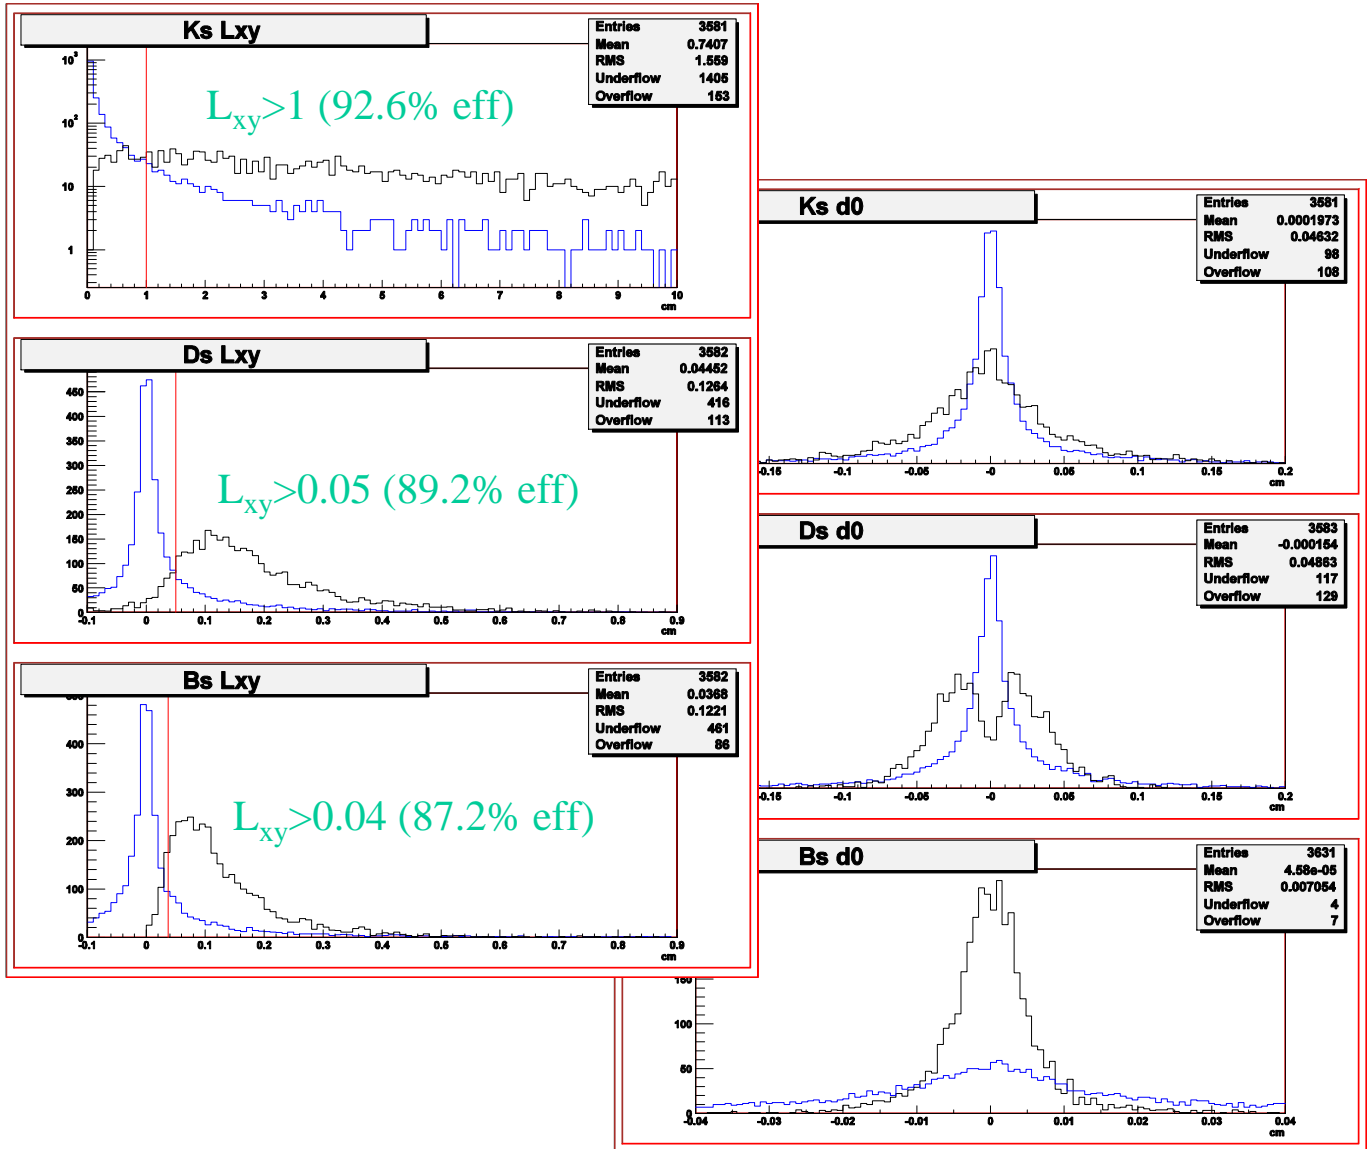 Ks Lxy
Entries 3581
Mean 0.7407
RMS 1.559
Underflow 1405
Overflow 153
Lxy>1 (92.6% eff)
10^3
10^2
10
1
0 1 2 3 4 5 6 7 8 9 10
cm
Ds Lxy
Entries 3582
Mean 0.04452
RMS 0.1264
Underflow 416
Overflow 113
Lxy>0.05 (89.2% eff)
450
400
350
300
250
200
150
100
50
0
-0.1 0 0.1 0.2 0.3 0.4 0.5 0.6 0.7 0.8 0.9
cm
Bs Lxy
Entries 3582
Mean 0.0368
RMS 0.1221
Underflow 461
Overflow 86
Lxy>0.04 (87.2% eff)
400
300
200
100
0
-0.1 0 0.1 0.2 0.3 0.4 0.5 0.6 0.7 0.8 0.9
cm
Ks d0
Entries 3581
Mean 0.0001973
RMS 0.04632
Underflow 98
Overflow 108
-0.15 -0.1 -0.05 -0 0.05 0.1 0.15 0.2
cm
Ds d0
Entries 3583
Mean -0.000154
RMS 0.04863
Underflow 117
Overflow 129
-0.15 -0.1 -0.05 -0 0.05 0.1 0.15 0.2
cm
Bs d0
Entries 3631
Mean 4.58e-05
RMS 0.007054
Underflow 4
Overflow 7
150
100
50
0
-0.04 -0.03 -0.02 -0.01 0 0.01 0.02 0.03 0.04
cm